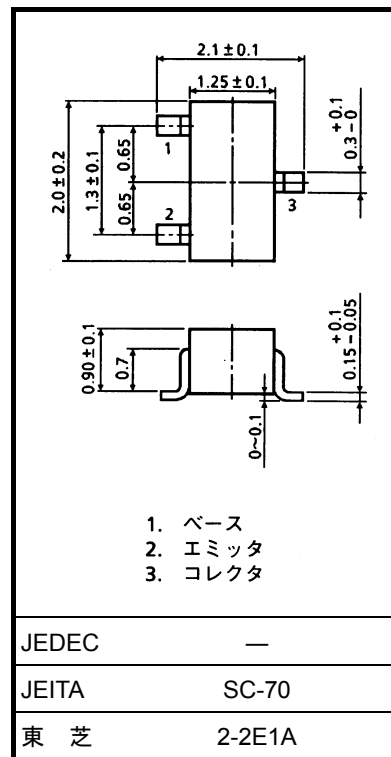 2.1±0.1
1.25±0.1
+0.1
0.3-0
2.0±0.2
1.3±0.1
0.65
0.65
1
2
3
0.90±0.1
0.7
+0.1
0.15-0.05
0~0.1
1. ベース
2. エミッタ
3. コレクタ
JEDEC —
JEITA SC-70
東 芝 2-2E1A